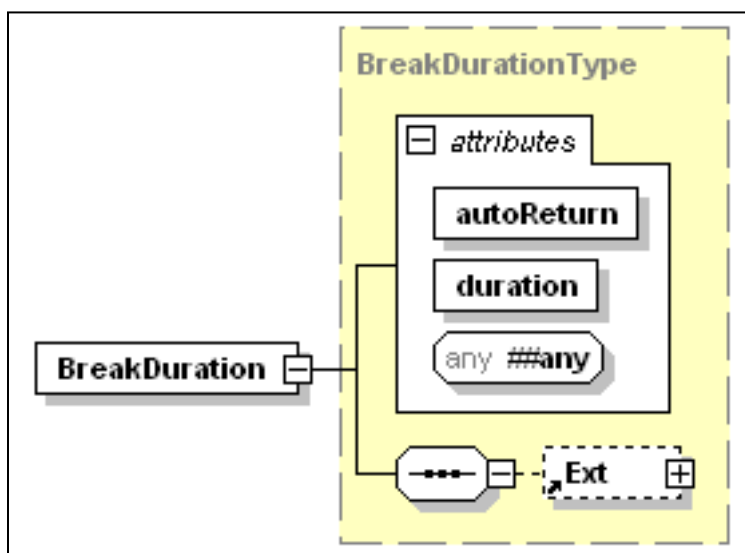 BreakDurationType
attributes
autoReturn
duration
any ##any
BreakDuration
Ext